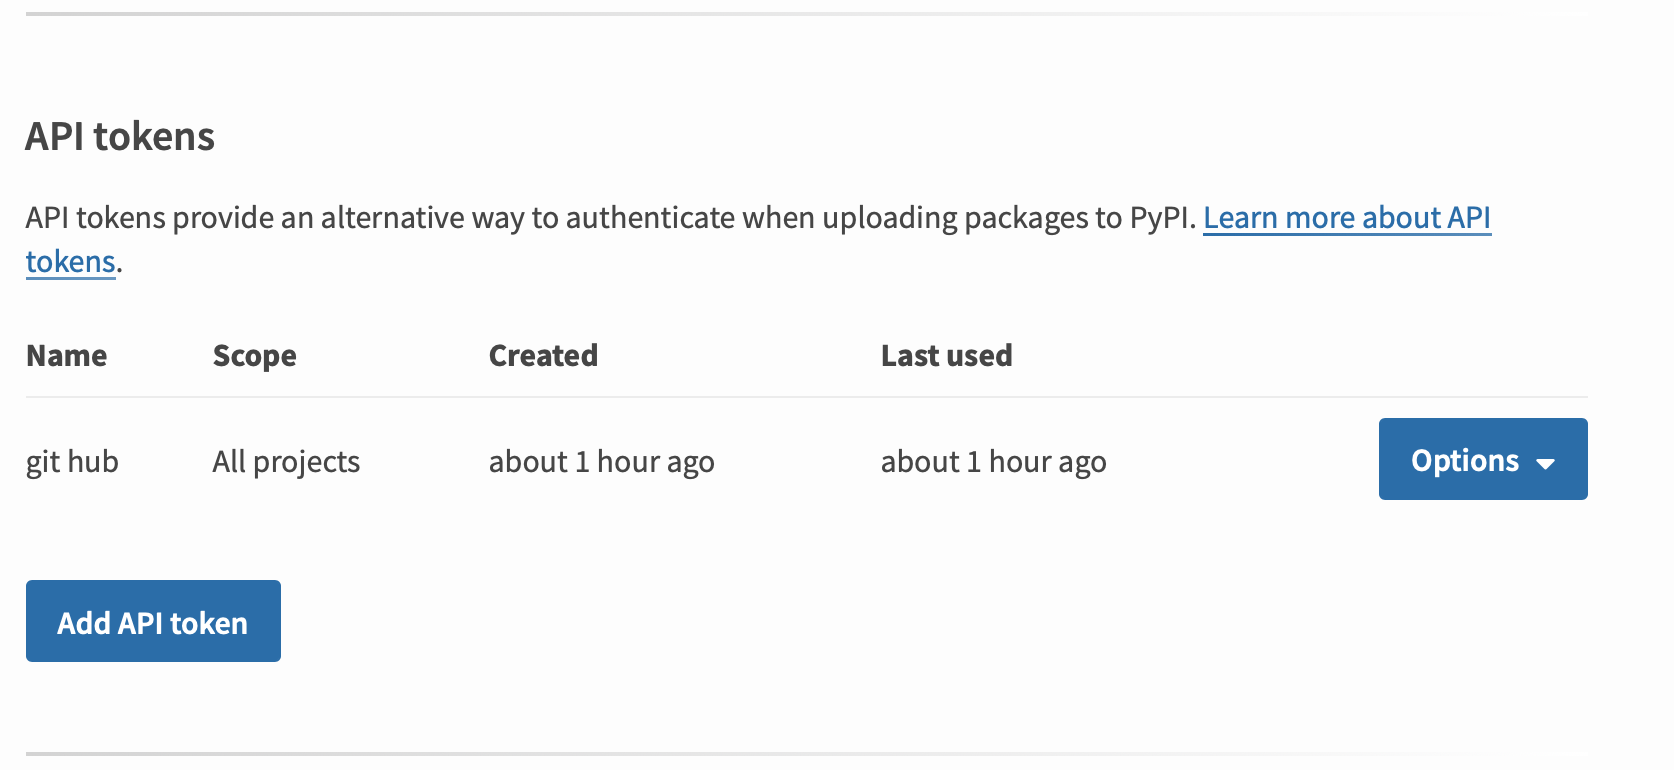 API tokens
API tokens provide an alternative way to authenticate when uploading packages to PyPI. Learn more about API
tokens.
Name Scope Created Last used
git hub All projects about 1 hour ago about 1 hour ago Options
Add API token